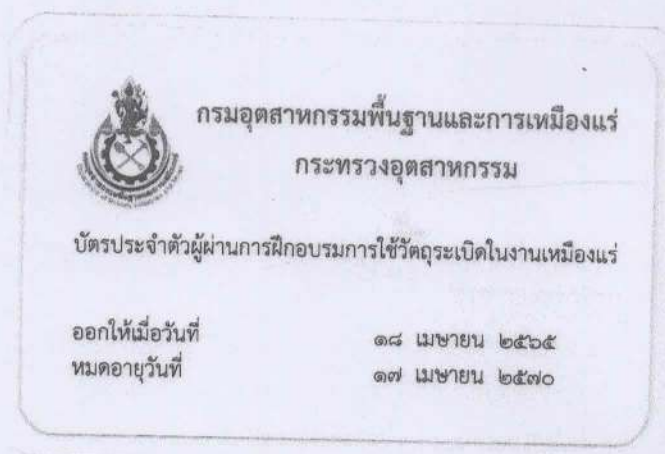 กรมอุตสาหกรรมพื้นฐานและการเหมืองแร่
กระทรวงอุตสาหกรรม
บัตรประจำตัวผู้ผ่านการฝึกอบรมการใช้วัตถุระเบิดในงานเหมืองแร่
ออกให้เมื่อวันที่ ๑๘ เมษายน ๒๕๖๕
หมดอายุวันที่ ๑๗ เมษายน ๒๕๗๐